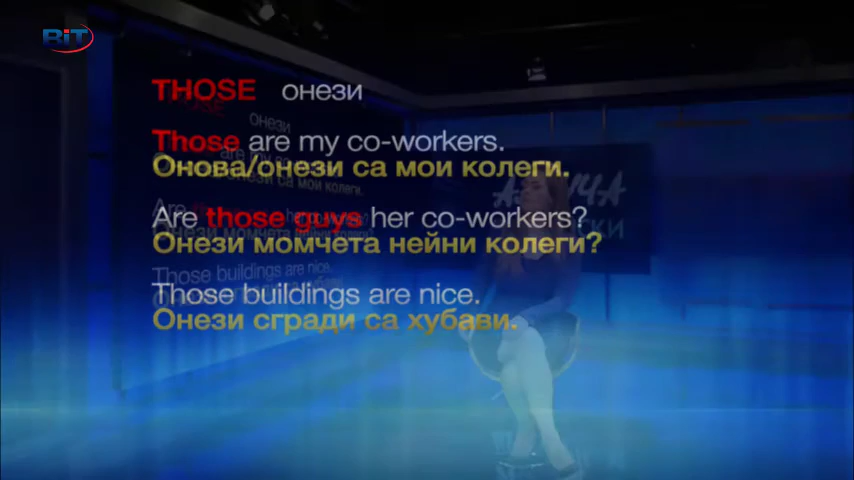 BiT
THOSE онези
Those are my co-workers.
Онова/онези са мои колеги.
Are those guys her co-workers?
Онези момчета нейни колеги?
Those buildings are nice.
Онези сгради са хубави.